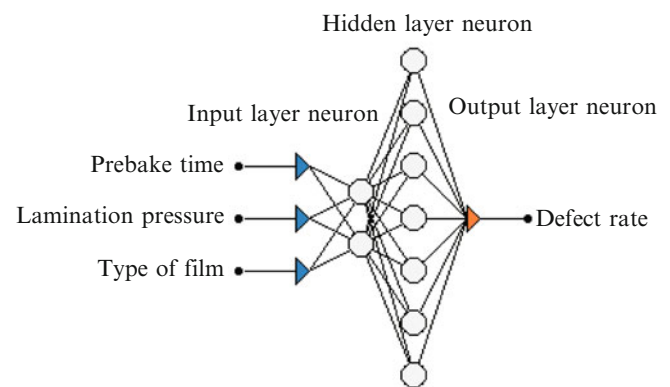 Hidden layer neuron
Input layer neuron
Output layer neuron
Prebake time
Lamination pressure
Type of film
Defect rate